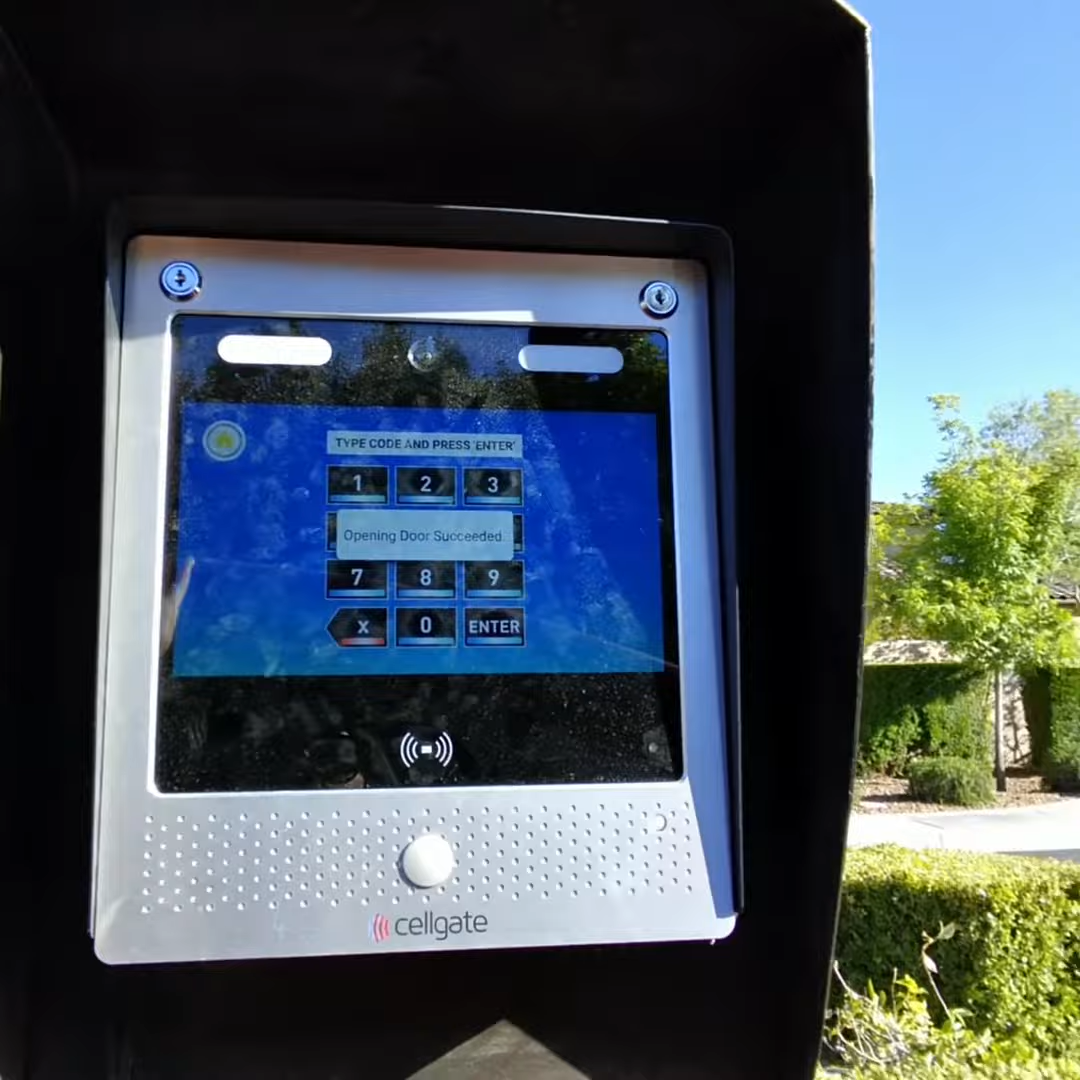 TYPE CODE AND PRESS 'ENTER'
1 2 3
Opening Door Succeeded
7 8 9
X 0 ENTER
cellgate